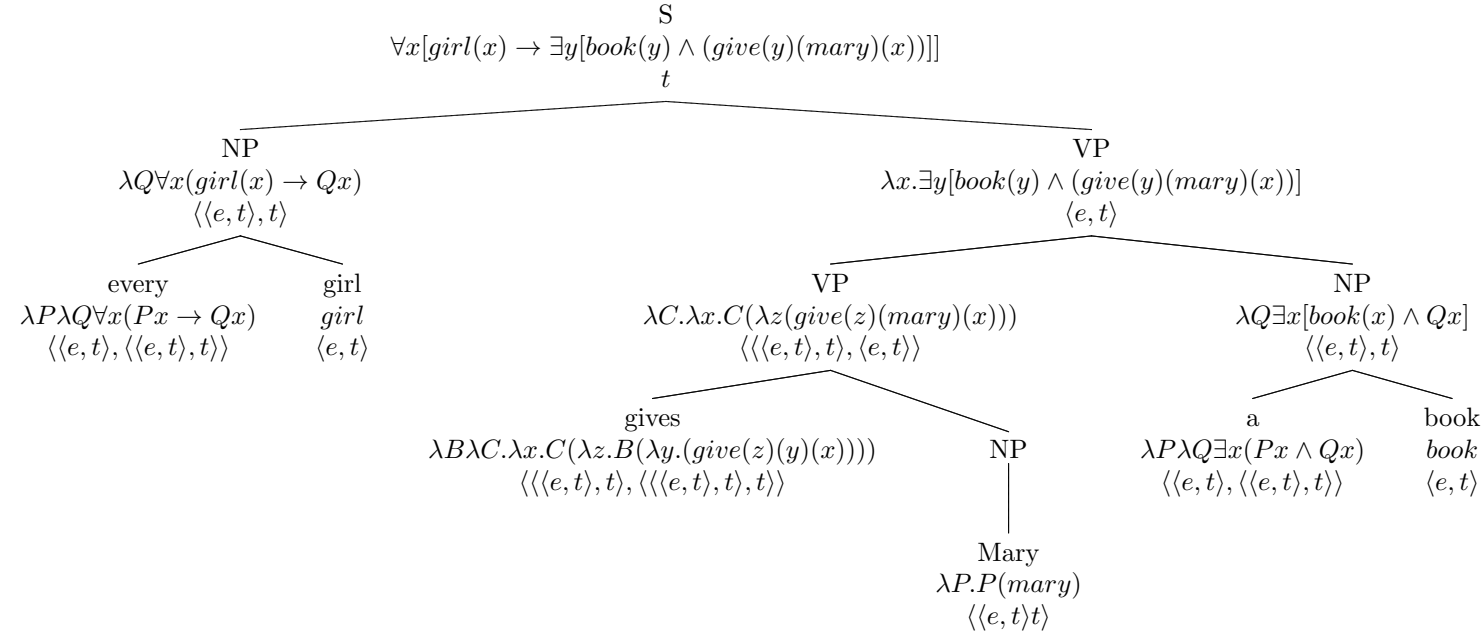 S
∀x[girl(x) → ∃y[book(y) ∧ (give(y)(mary)(x))]]
t
NP VP
λQ∀x(girl(x) → Qx) λx.∃y[book(y) ∧ (give(y)(mary)(x))]
⟨⟨e, t⟩, t⟩ ⟨e, t⟩
every girl VP NP
λPλQ∀x(Px → Qx) girl λC.λx.C(λz(give(z)(mary)(x))) λQ∃x[book(x) ∧ Qx]
⟨⟨e, t⟩, ⟨⟨e, t⟩, t⟩⟩ ⟨e, t⟩ ⟨⟨⟨e, t⟩, t⟩, ⟨e, t⟩⟩ ⟨⟨e, t⟩, t⟩
gives a book
λBλC.λx.C(λz.B(λy.(give(z)(y)(x)))) NP λPλQ∃x(Px ∧ Qx) book
⟨⟨⟨e, t⟩, t⟩, ⟨⟨⟨e, t⟩, t⟩, t⟩⟩ ⟨⟨e, t⟩, ⟨⟨e, t⟩, t⟩⟩ ⟨e, t⟩
Mary
λP.P(mary)
⟨⟨e, t⟩t⟩